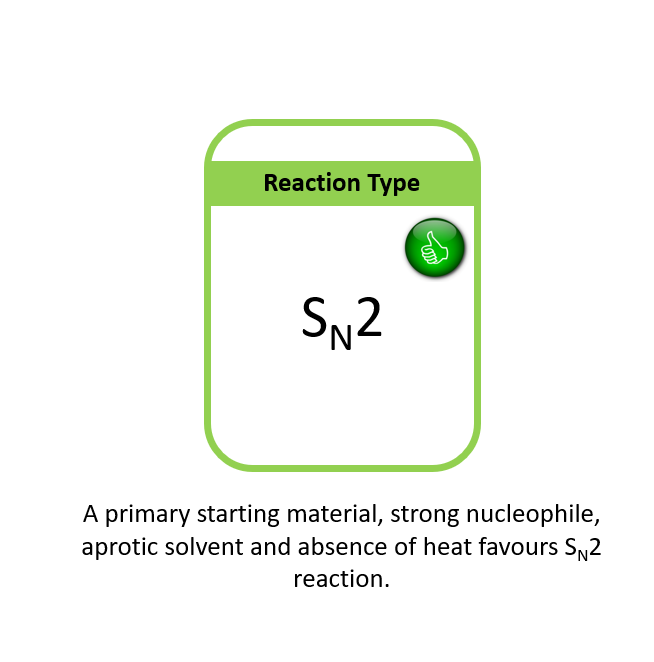 Reaction Type
S_N2
A primary starting material, strong nucleophile,
aprotic solvent and absence of heat favours S_N2
reaction.